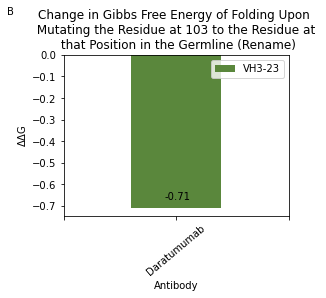 B
Change in Gibbs Free Energy of Folding Upon
Mutating the Residue at 103 to the Residue at
that Position in the Germline (Rename)
0.0
−0.1
−0.2
−0.3
−0.4
−0.5
−0.6
−0.7
ΔΔG
VH3-23
-0.71
Daratumumab
Antibody